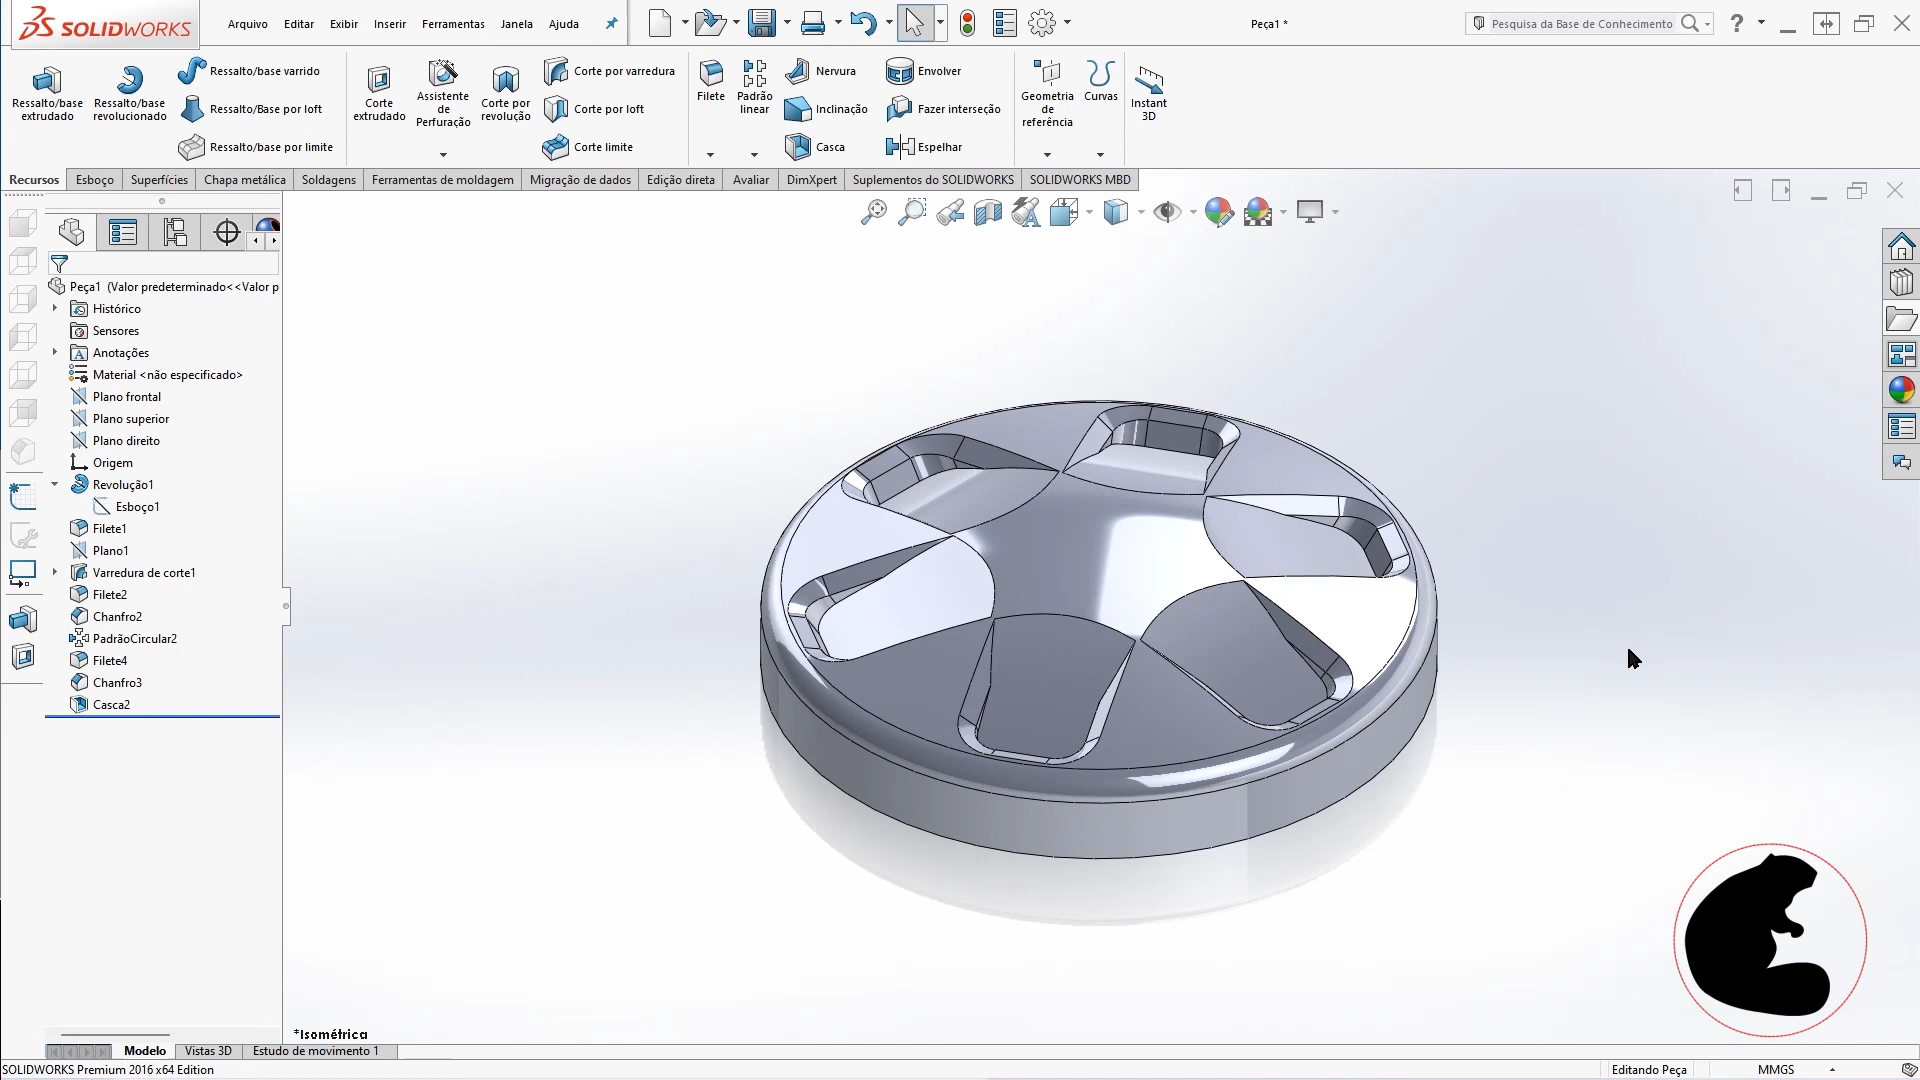 SOLIDWORKS
Arquivo Editar Exibir Inserir Ferramentas Janela Ajuda
Peça1 *
Pesquisa da Base de Conhecimento
?
Ressalto/base extrudado
Ressalto/base revolucionado
Ressalto/base varrido
Ressalto/Base por loft
Ressalto/base por limite
Corte extrudado
Assistente de Perfuração
Corte por revolução
Corte por varredura
Corte por loft
Corte limite
Filete
Padrão linear
Nervura
Inclinação
Casca
Envolver
Fazer interseção
Espelhar
Geometria de referência
Curvas
Instant 3D
Recursos Esboço Superfícies Chapa metálica Soldagens Ferramentas de moldagem Migração de dados Edição direta Avaliar DimXpert Suplementos do SOLIDWORKS SOLIDWORKS MBD
Peça1 (Valor predeterminado<<Valor p
Histórico
Sensores
Anotações
Material <não especificado>
Plano frontal
Plano superior
Plano direito
Origem
Revolução1
Esboço1
Filete1
Plano1
Varredura de corte1
Filete2
Chanfro2
PadrãoCircular2
Filete4
Chanfro3
Casca2
*Isométrica
Modelo Vistas 3D Estudo de movimento 1
SOLIDWORKS Premium 2016 x64 Edition
Editando Peça
MMGS